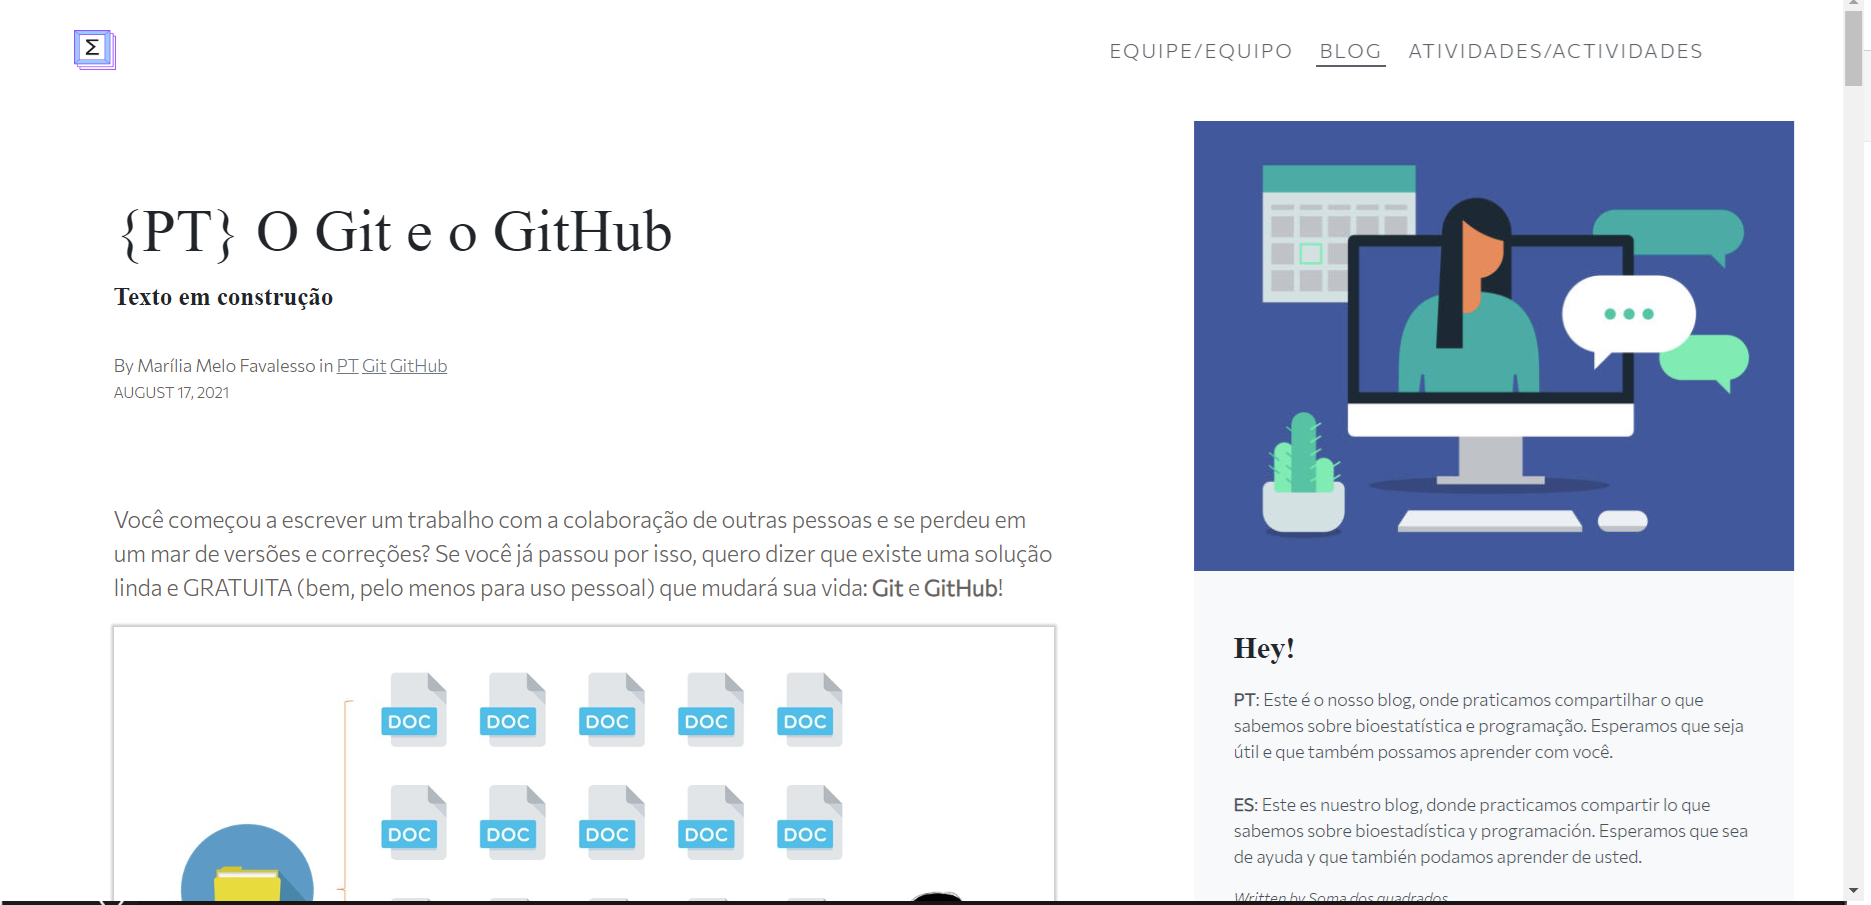 Σ
EQUIPE/EQUIPO BLOG ATIVIDADES/ACTIVIDADES
{PT} O Git e o GitHub
Texto em construção
By Marília Melo Favalesso in PT Git GitHub
AUGUST 17, 2021
Você começou a escrever um trabalho com a colaboração de outras pessoas e se perdeu em
um mar de versões e correções? Se você já passou por isso, quero dizer que existe uma solução
linda e GRATUITA (bem, pelo menos para uso pessoal) que mudará sua vida: Git e GitHub!
DOC DOC DOC DOC DOC
DOC DOC DOC DOC DOC
Hey!
PT: Este é o nosso blog, onde praticamos compartilhar o que
sabemos sobre bioestatística e programação. Esperamos que seja
útil e que também possamos aprender com você.
ES: Este es nuestro blog, donde practicamos compartir lo que
sabemos sobre bioestadística y programación. Esperamos que sea
de ayuda y que también podamos aprender de usted.
Written by Soma dos quadrados